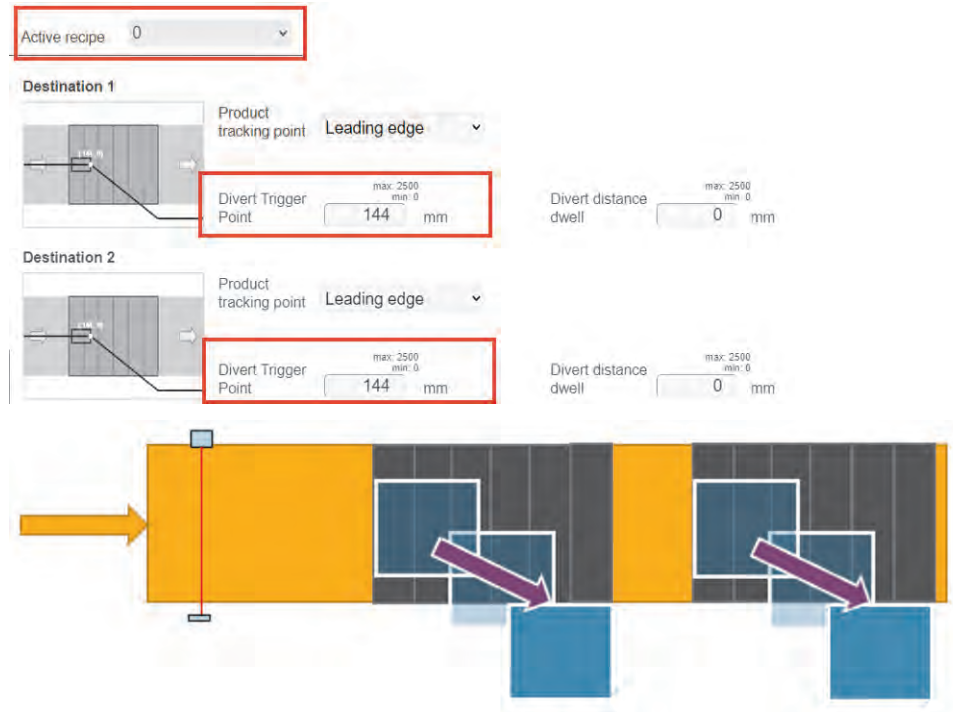 Active recipe 0
Destination 1
Product
tracking point Leading edge
max: 2500
min: 0
Divert Trigger
Point 144 mm
max: 2500
min: 0
Divert distance
dwell 0 mm
Destination 2
Product
tracking point Leading edge
max: 2500
min: 0
Divert Trigger
Point 144 mm
max: 2500
min: 0
Divert distance
dwell 0 mm